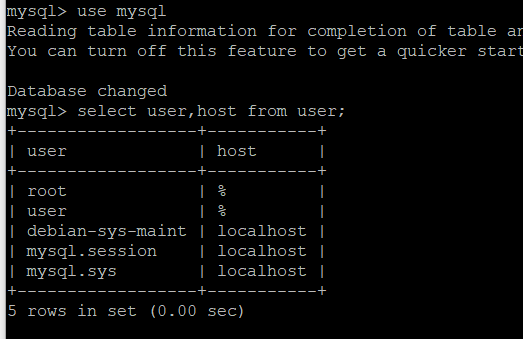 mysql> use mysql
Reading table information for completion of table
You can turn off this feature to get a quicker start
Database changed
mysql> select user,host from user;
+------------------+-----------+
| user             | host      |
+------------------+-----------+
| root             | %         |
| user             | %         |
| debian-sys-maint | localhost |
| mysql.session    | localhost |
| mysql.sys        | localhost |
+------------------+-----------+
5 rows in set (0.00 sec)